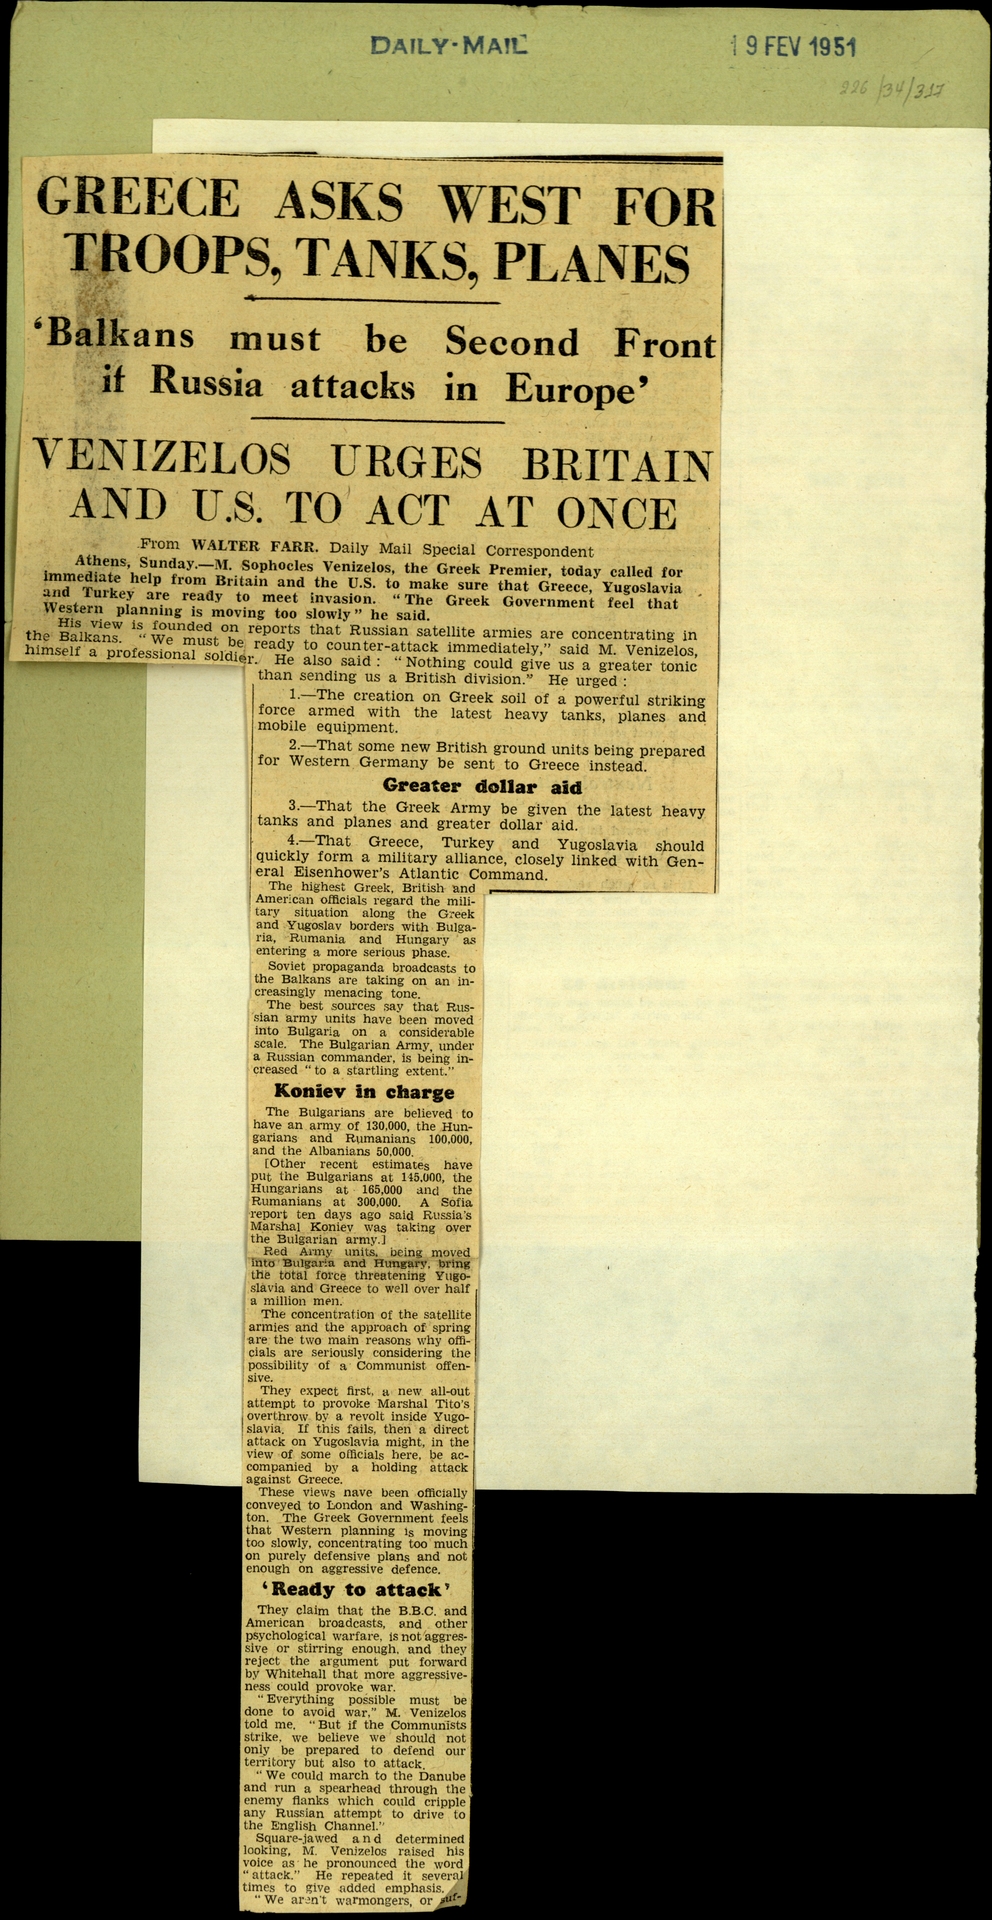 DAILY-MAIL
19 FEV 1951
226/34/317
GREECE ASKS WEST FOR
TROOPS, TANKS, PLANES
‘Balkans must be Second Front
if Russia attacks in Europe’
VENIZELOS URGES BRITAIN
AND U.S. TO ACT AT ONCE
From WALTER FARR. Daily Mail Special Correspondent
Athens, Sunday.—M. Sophocles Venizelos, the Greek Premier, today called for
immediate help from Britain and the U.S. to make sure that Greece, Yugoslavia
and Turkey are ready to meet invasion. “The Greek Government feel that
Western planning is moving too slowly” he said.
His view is founded on reports that Russian satellite armies are concentrating in
the Balkans. “We must be ready to counter-attack immediately,” said M. Venizelos,
himself a professional soldier. He also said : “Nothing could give us a greater tonic
than sending us a British division.” He urged :
1.—The creation on Greek soil of a powerful striking
force armed with the latest heavy tanks, planes and
mobile equipment.
2.—That some new British ground units being prepared
for Western Germany be sent to Greece instead.
Greater dollar aid
3.—That the Greek Army be given the latest heavy
tanks and planes and greater dollar aid.
4.—That Greece, Turkey and Yugoslavia should
quickly form a military alliance, closely linked with Gen-
eral Eisenhower's Atlantic Command.
The highest Greek, British and
American officials regard the mili-
tary situation along the Greek
and Yugoslav borders with Bulga-
ria, Rumania and Hungary as
entering a more serious phase.
Soviet propaganda broadcasts to
the Balkans are taking on an in-
creasingly menacing tone.
The best sources say that Rus-
sian army units have been moved
into Bulgaria on a considerable
scale. The Bulgarian Army, under
a Russian commander, is being in-
creased “to a startling extent.”
Koniev in charge
The Bulgarians are believed to
have an army of 130,000, the Hun-
garians and Rumanians 100,000,
and the Albanians 50,000.
[Other recent estimates have
put the Bulgarians at 145,000, the
Hungarians at 165,000 and the
Rumanians at 300,000. A Sofia
report ten days ago said Russia's
Marshal Koniev was taking over
the Bulgarian army.]
Red Army units, being moved
into Bulgaria and Hungary, bring
the total force threatening Yugo-
slavia and Greece to well over half
a million men.
The concentration of the satellite
armies and the approach of spring
are the two main reasons why offi-
cials are seriously considering the
possibility of a Communist offen-
sive.
They expect first, a new all-out
attempt to provoke Marshal Tito's
overthrow by a revolt inside Yugo-
slavia. If this fails, then a direct
attack on Yugoslavia might, in the
view of some officials here, be ac-
companied by a holding attack
against Greece.
These views have been officially
conveyed to London and Washing-
ton. The Greek Government feels
that Western planning is moving
too slowly, concentrating too much
on purely defensive plans and not
enough on aggressive defence.
‘Ready to attack’
They claim that the B.B.C. and
American broadcasts, and other
psychological warfare, is not aggres-
sive or stirring enough, and they
reject the argument put forward
by Whitehall that more aggressive-
ness could provoke war.
“Everything possible must be
done to avoid war,” M. Venizelos
told me. “But if the Communists
strike, we believe we should not
only be prepared to defend our
territory but also to attack.
“We could march to the Danube
and run a spearhead through the
enemy flanks which could cripple
any Russian attempt to drive to
the English Channel.”
Square-jawed and determined
looking, M. Venizelos raised his
voice as he pronounced the word
“attack.” He repeated it several
times to give added emphasis.
“We aren't warmongers, or suf-